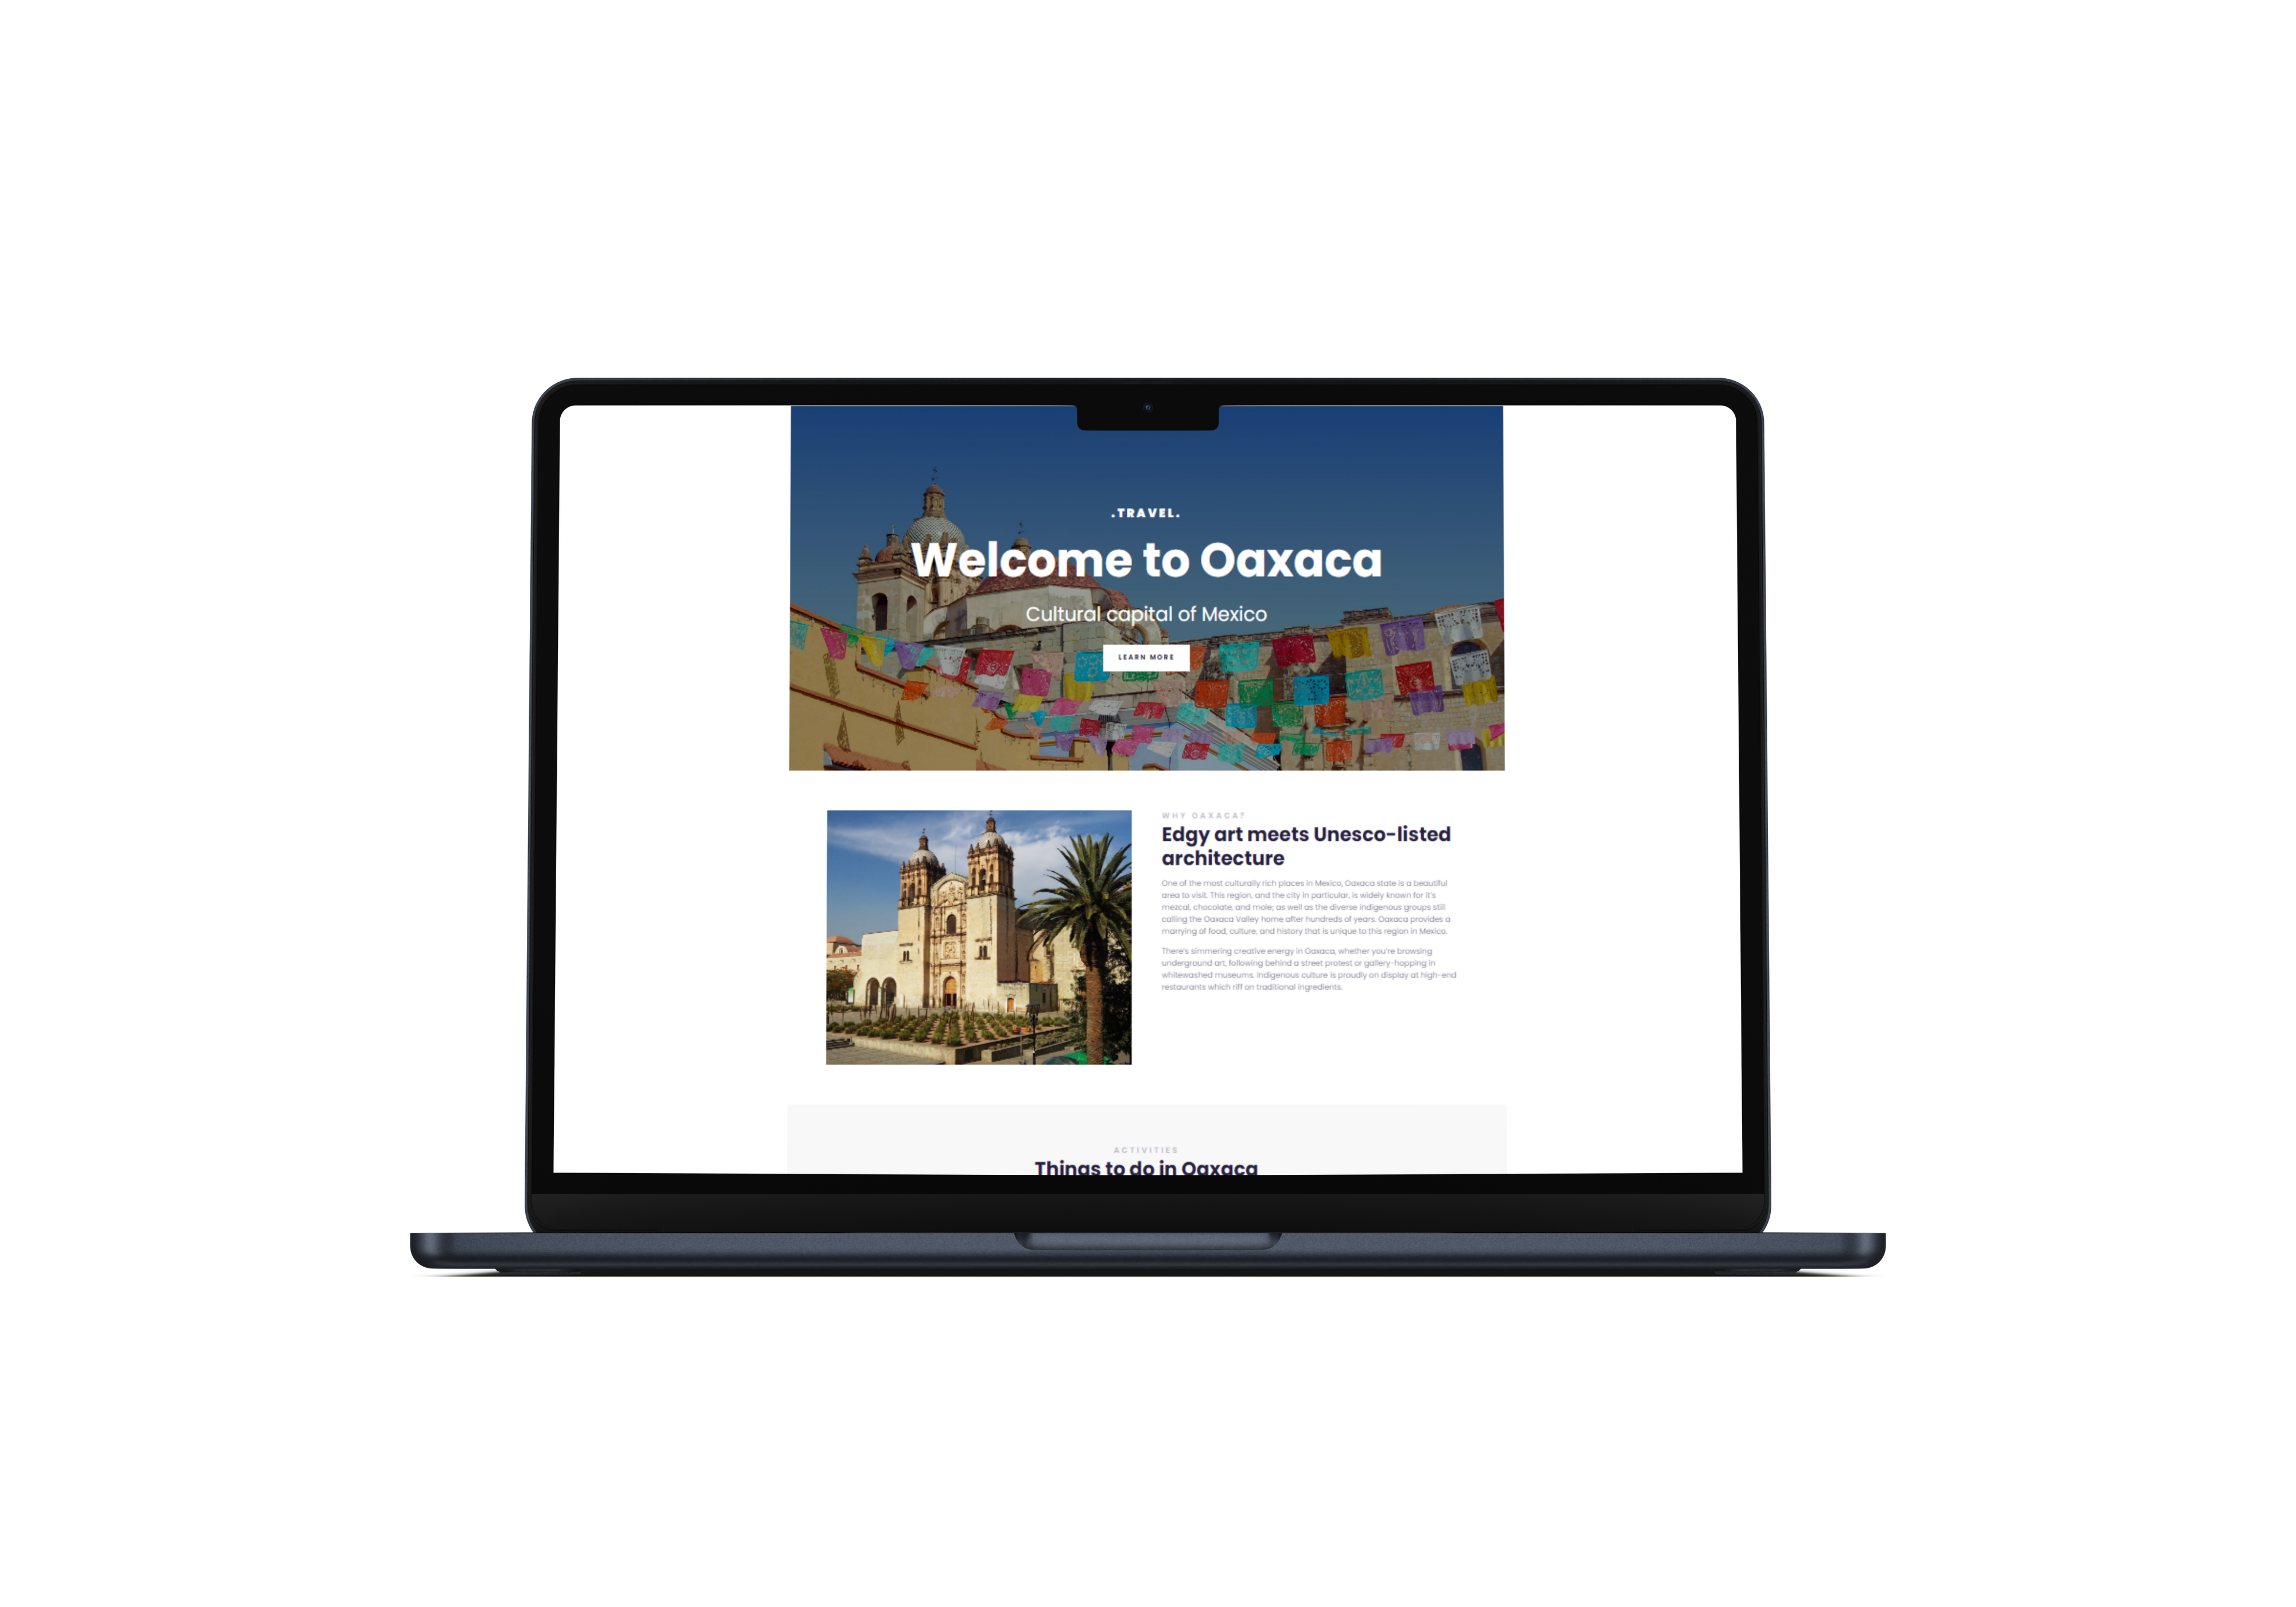 .TRAVEL.
Welcome to Oaxaca
Cultural capital of Mexico
LEARN MORE
WHY OAXACA?
Edgy art meets Unesco-listed
architecture
One of the most culturally rich places in Mexico, Oaxaca state is a beautiful
area to visit. This region, and the city in particular, is widely known for it's
mezcal, chocolate, and mole; as well as the diverse indigenous groups still
calling the Oaxaca Valley home after hundreds of years. Oaxaca provides a
marrying of food, culture, and history that is unique to this region in Mexico.
There's simmering creative energy in Oaxaca, whether you're browsing
underground art, following behind a street protest or gallery-hopping in
whitewashed museums. Indigenous culture is proudly on display at high-end
restaurants which riff on traditional ingredients.
ACTIVITIES
Things to do in Oaxaca